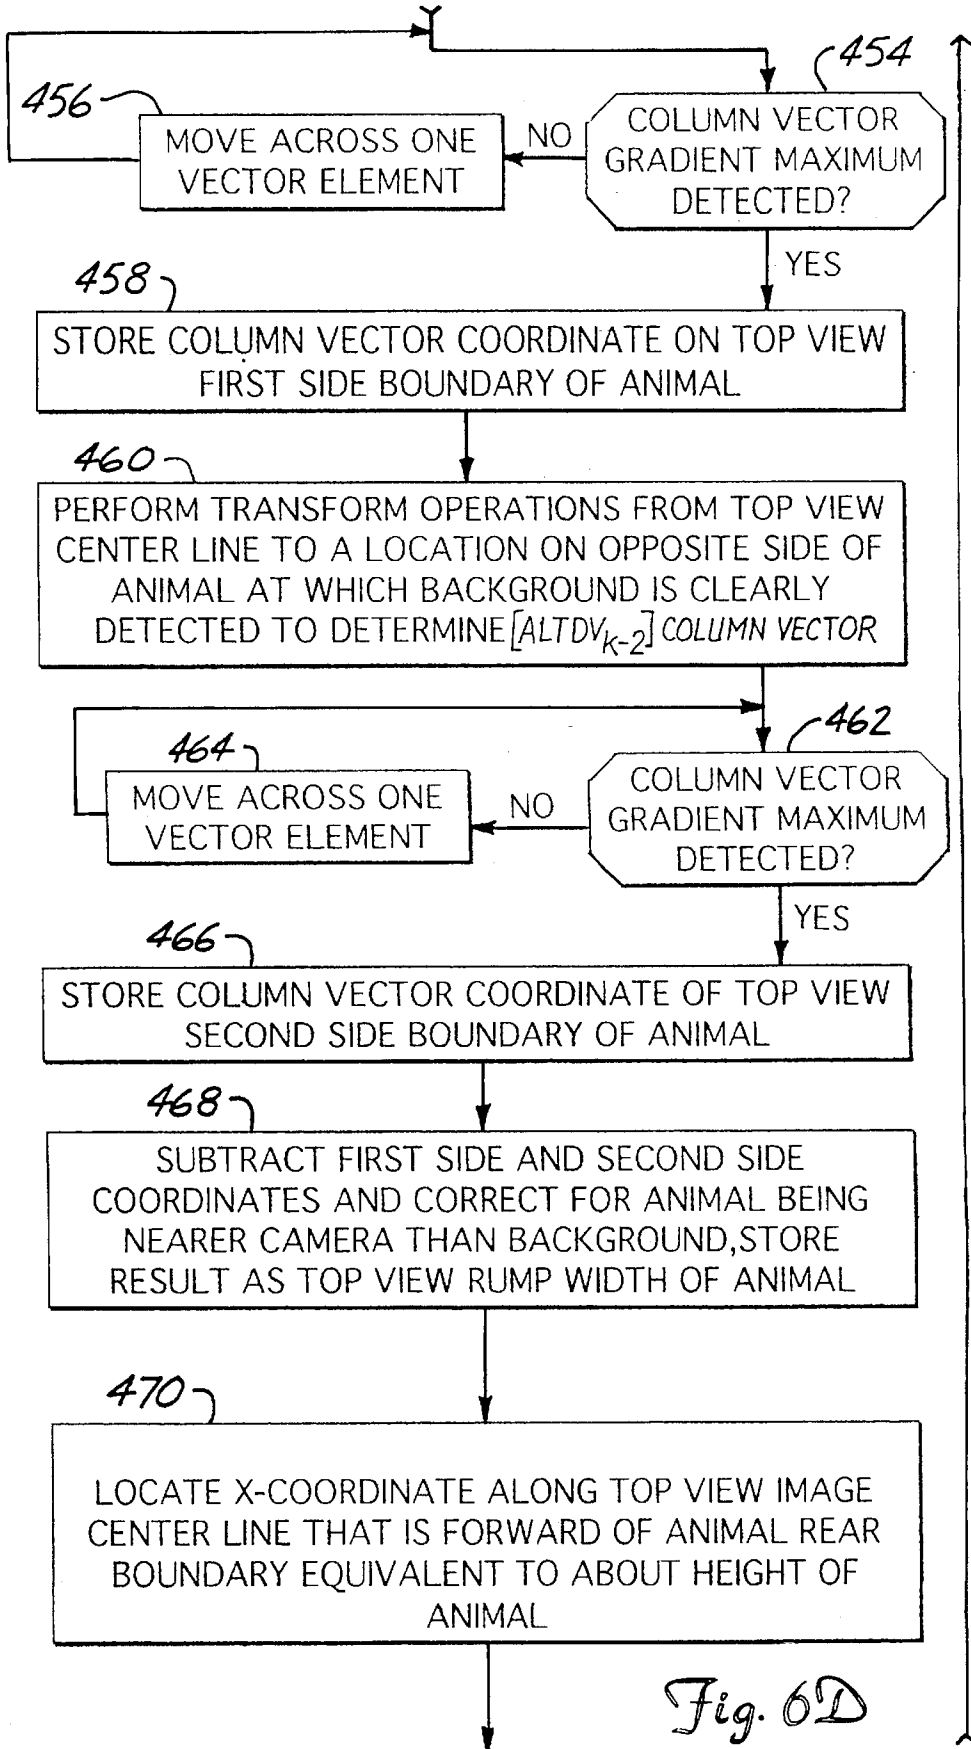 454
456
COLUMN VECTOR
GRADIENT MAXIMUM
DETECTED?
NO
MOVE ACROSS ONE
VECTOR ELEMENT
YES
458
STORE COLUMN VECTOR COORDINATE ON TOP VIEW
FIRST SIDE BOUNDARY OF ANIMAL
460
PERFORM TRANSFORM OPERATIONS FROM TOP VIEW
CENTER LINE TO A LOCATION ON OPPOSITE SIDE OF
ANIMAL AT WHICH BACKGROUND IS CLEARLY
DETECTED TO DETERMINE [ALTDV_{K-2}] COLUMN VECTOR
462
464
COLUMN VECTOR
GRADIENT MAXIMUM
DETECTED?
NO
MOVE ACROSS ONE
VECTOR ELEMENT
YES
466
STORE COLUMN VECTOR COORDINATE OF TOP VIEW
SECOND SIDE BOUNDARY OF ANIMAL
468
SUBTRACT FIRST SIDE AND SECOND SIDE
COORDINATES AND CORRECT FOR ANIMAL BEING
NEARER CAMERA THAN BACKGROUND,STORE
RESULT AS TOP VIEW RUMP WIDTH OF ANIMAL
470
LOCATE X-COORDINATE ALONG TOP VIEW IMAGE
CENTER LINE THAT IS FORWARD OF ANIMAL REAR
BOUNDARY EQUIVALENT TO ABOUT HEIGHT OF
ANIMAL
Fig. 6D